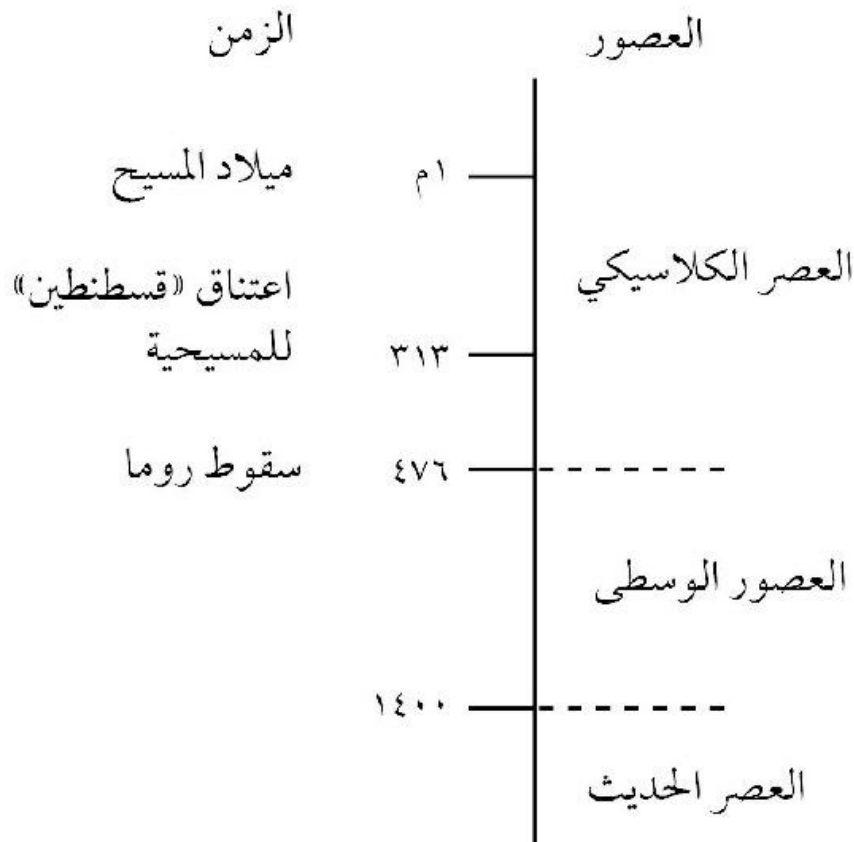 العصور
الزمن
١م
ميلاد المسيح
العصر الكلاسيكي
اعتناق «قسطنطين»
للمسيحية
٣١٣
٤٧٦
سقوط روما
العصور الوسطى
١٤٠٠
العصر الحديث